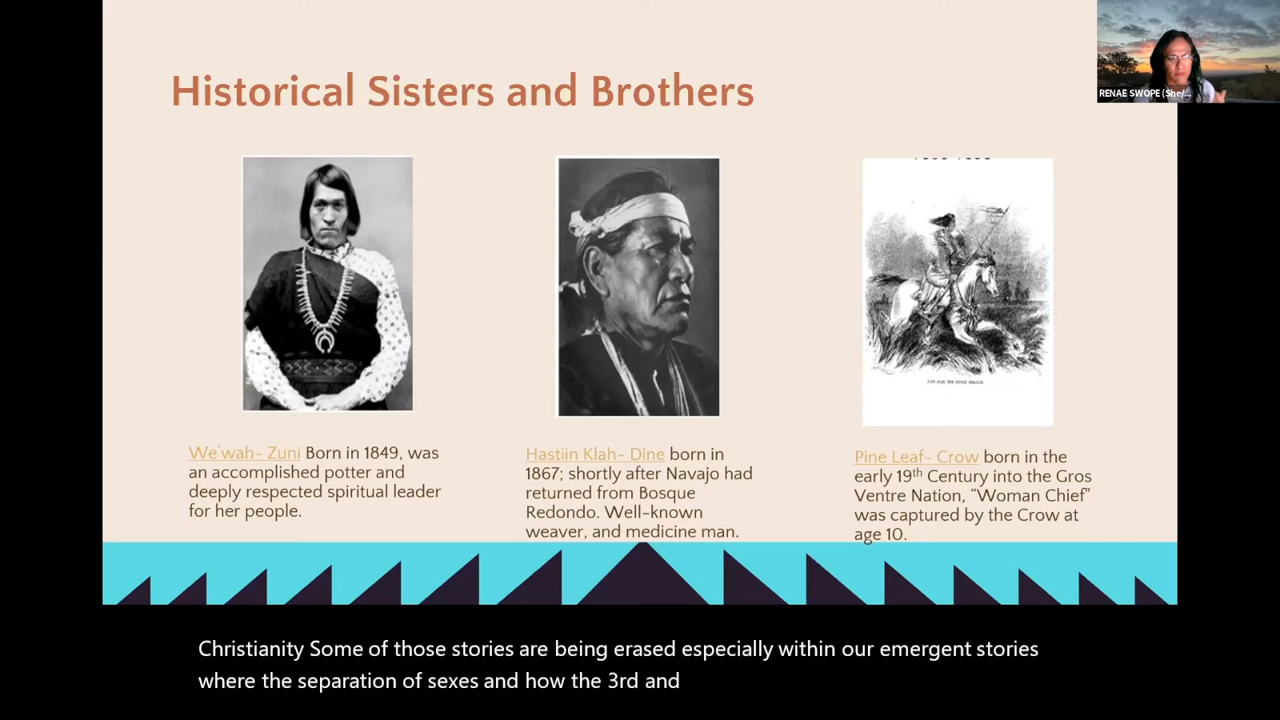 Historical Sisters and Brothers
RENAE SWOPE (She/...
We'wah- Zuni Born in 1849, was
an accomplished potter and
deeply respected spiritual leader
for her people.
Hastiin Klah- Dine born in
1867; shortly after Navajo had
returned from Bosque
Redondo. Well-known
weaver, and medicine man.
Pine Leaf- Crow born in the
early 19th Century into the Gros
Ventre Nation, “Woman Chief"
was captured by the Crow at
age 10.
Christianity Some of those stories are being erased especially within our emergent stories
where the separation of sexes and how the 3rd and